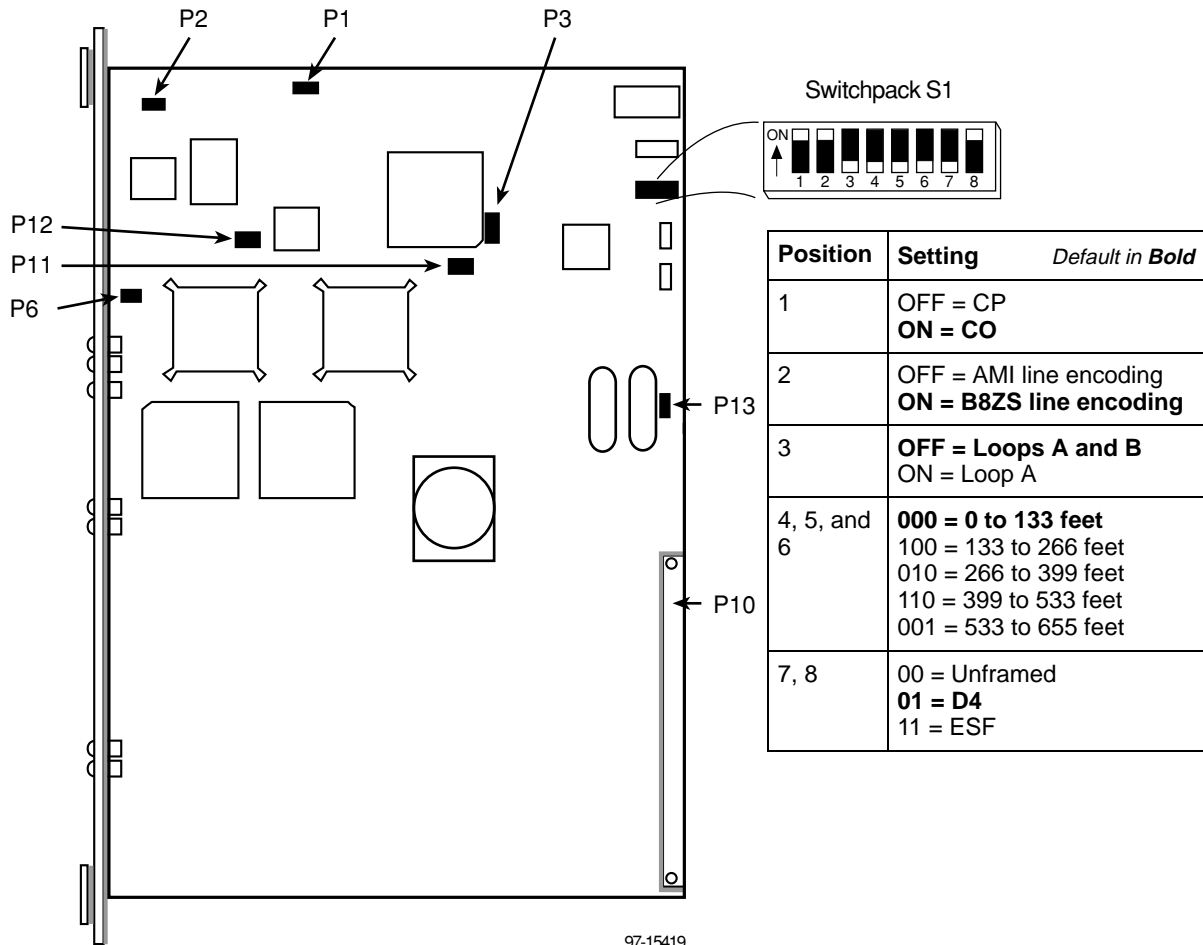 P2
P1
P3
Switchpack S1
ON
1 2 3 4 5 6 7 8
P12
P11
P6
P13
P10
Position Setting Default in Bold
1 OFF = CP
ON = CO
2 OFF = AMI line encoding
ON = B8ZS line encoding
3 OFF = Loops A and B
ON = Loop A
4, 5, and 000 = 0 to 133 feet
6 100 = 133 to 266 feet
010 = 266 to 399 feet
110 = 399 to 533 feet
001 = 533 to 655 feet
7, 8 00 = Unframed
01 = D4
11 = ESF
97-15419